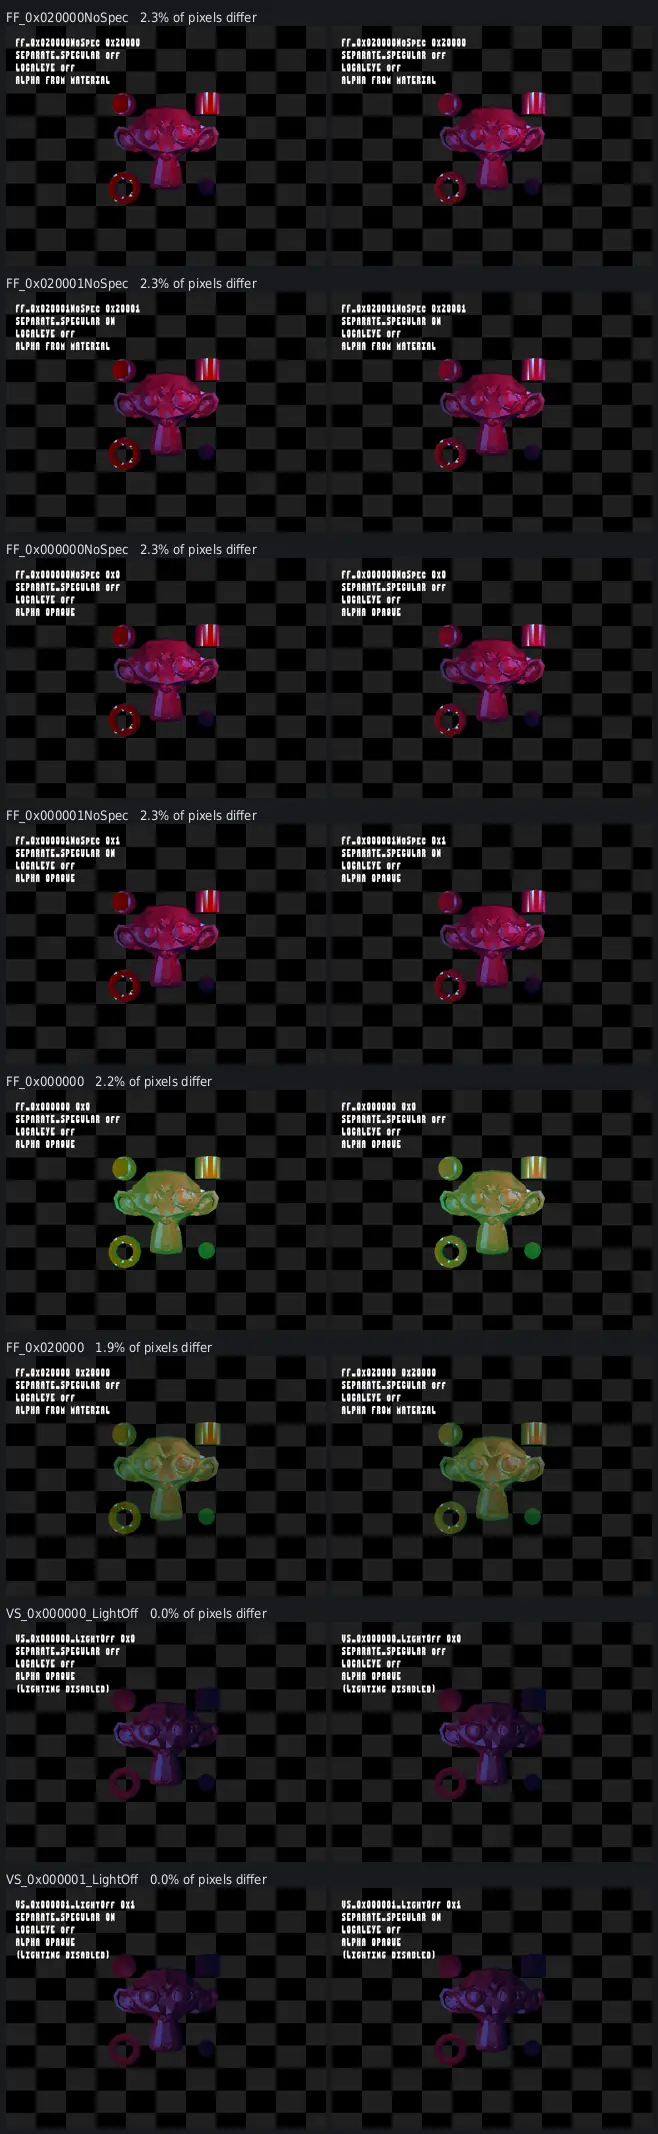 FF_0x020000NoSpec 2.3% of pixels differ
FF_0x020000NoSpec 0x20000 FF_0x020000NoSpec 0x20000
SEPARATE_SPECULAR OFF SEPARATE_SPECULAR OFF
LOCALEYE OFF LOCALEYE OFF
ALPHA FROM MATERIAL ALPHA FROM MATERIAL
FF_0x020001NoSpec 2.3% of pixels differ
FF_0x020001NoSpec 0x20001 FF_0x020001NoSpec 0x20001
SEPARATE_SPECULAR ON SEPARATE_SPECULAR ON
LOCALEYE OFF LOCALEYE OFF
ALPHA FROM MATERIAL ALPHA FROM MATERIAL
FF_0x000000NoSpec 2.3% of pixels differ
FF_0x000000NoSpec 0x0 FF_0x000000NoSpec 0x0
SEPARATE_SPECULAR OFF SEPARATE_SPECULAR OFF
LOCALEYE OFF LOCALEYE OFF
ALPHA OPAQUE ALPHA OPAQUE
FF_0x000001NoSpec 2.3% of pixels differ
FF_0x000001NoSpec 0x1 FF_0x000001NoSpec 0x1
SEPARATE_SPECULAR ON SEPARATE_SPECULAR ON
LOCALEYE OFF LOCALEYE OFF
ALPHA OPAQUE ALPHA OPAQUE
FF_0x000000 2.2% of pixels differ
FF_0x000000 0x0 FF_0x000000 0x0
SEPARATE_SPECULAR OFF SEPARATE_SPECULAR OFF
LOCALEYE OFF LOCALEYE OFF
ALPHA OPAQUE ALPHA OPAQUE
FF_0x020000 1.9% of pixels differ
FF_0x020000 0x20000 FF_0x020000 0x20000
SEPARATE_SPECULAR OFF SEPARATE_SPECULAR OFF
LOCALEYE OFF LOCALEYE OFF
ALPHA FROM MATERIAL ALPHA FROM MATERIAL
VS_0x000000_LightOff 0.0% of pixels differ
VS_0x000000_LightOff 0x0 VS_0x000000_LightOff 0x0
SEPARATE_SPECULAR OFF SEPARATE_SPECULAR OFF
LOCALEYE OFF LOCALEYE OFF
ALPHA OPAQUE ALPHA OPAQUE
(LIGHTING DISABLED) (LIGHTING DISABLED)
VS_0x000001_LightOff 0.0% of pixels differ
VS_0x000001_LightOff 0x1 VS_0x000001_LightOff 0x1
SEPARATE_SPECULAR ON SEPARATE_SPECULAR ON
LOCALEYE OFF LOCALEYE OFF
ALPHA OPAQUE ALPHA OPAQUE
(LIGHTING DISABLED) (LIGHTING DISABLED)